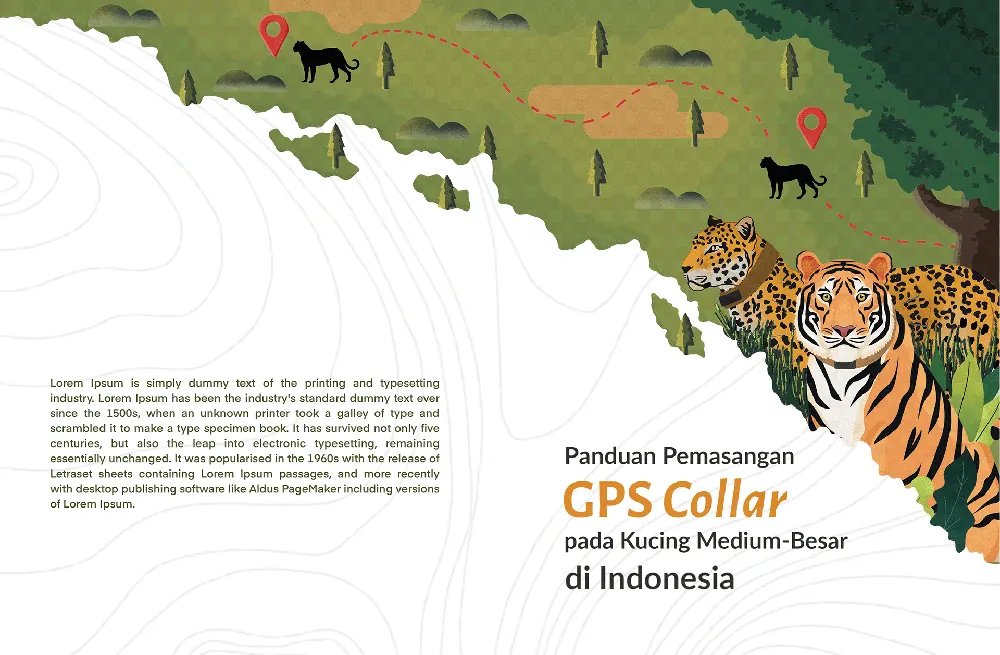 Lorem Ipsum is simply dummy text of the printing and typesetting
industry. Lorem Ipsum has been the industry's standard dummy text ever
since the 1500s, when an unknown printer took a galley of type and
scrambled it to make a type specimen book. It has survived not only five
centuries, but also the leap into electronic typesetting, remaining
essentially unchanged. It was popularised in the 1960s with the release of
Letraset sheets containing Lorem Ipsum passages, and more recently
with desktop publishing software like Aldus PageMaker including versions
of Lorem Ipsum.
Panduan Pemasangan
GPS Collar
pada Kucing Medium-Besar
di Indonesia